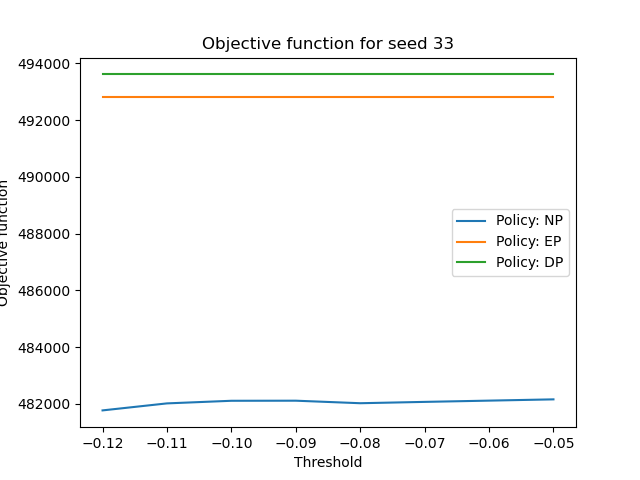 Objective function for seed 33
Objective function
494000
492000
490000
488000
486000
484000
482000
Policy: NP
Policy: EP
Policy: DP
−0.12 −0.11 −0.10 −0.09 −0.08 −0.07 −0.06 −0.05
Threshold